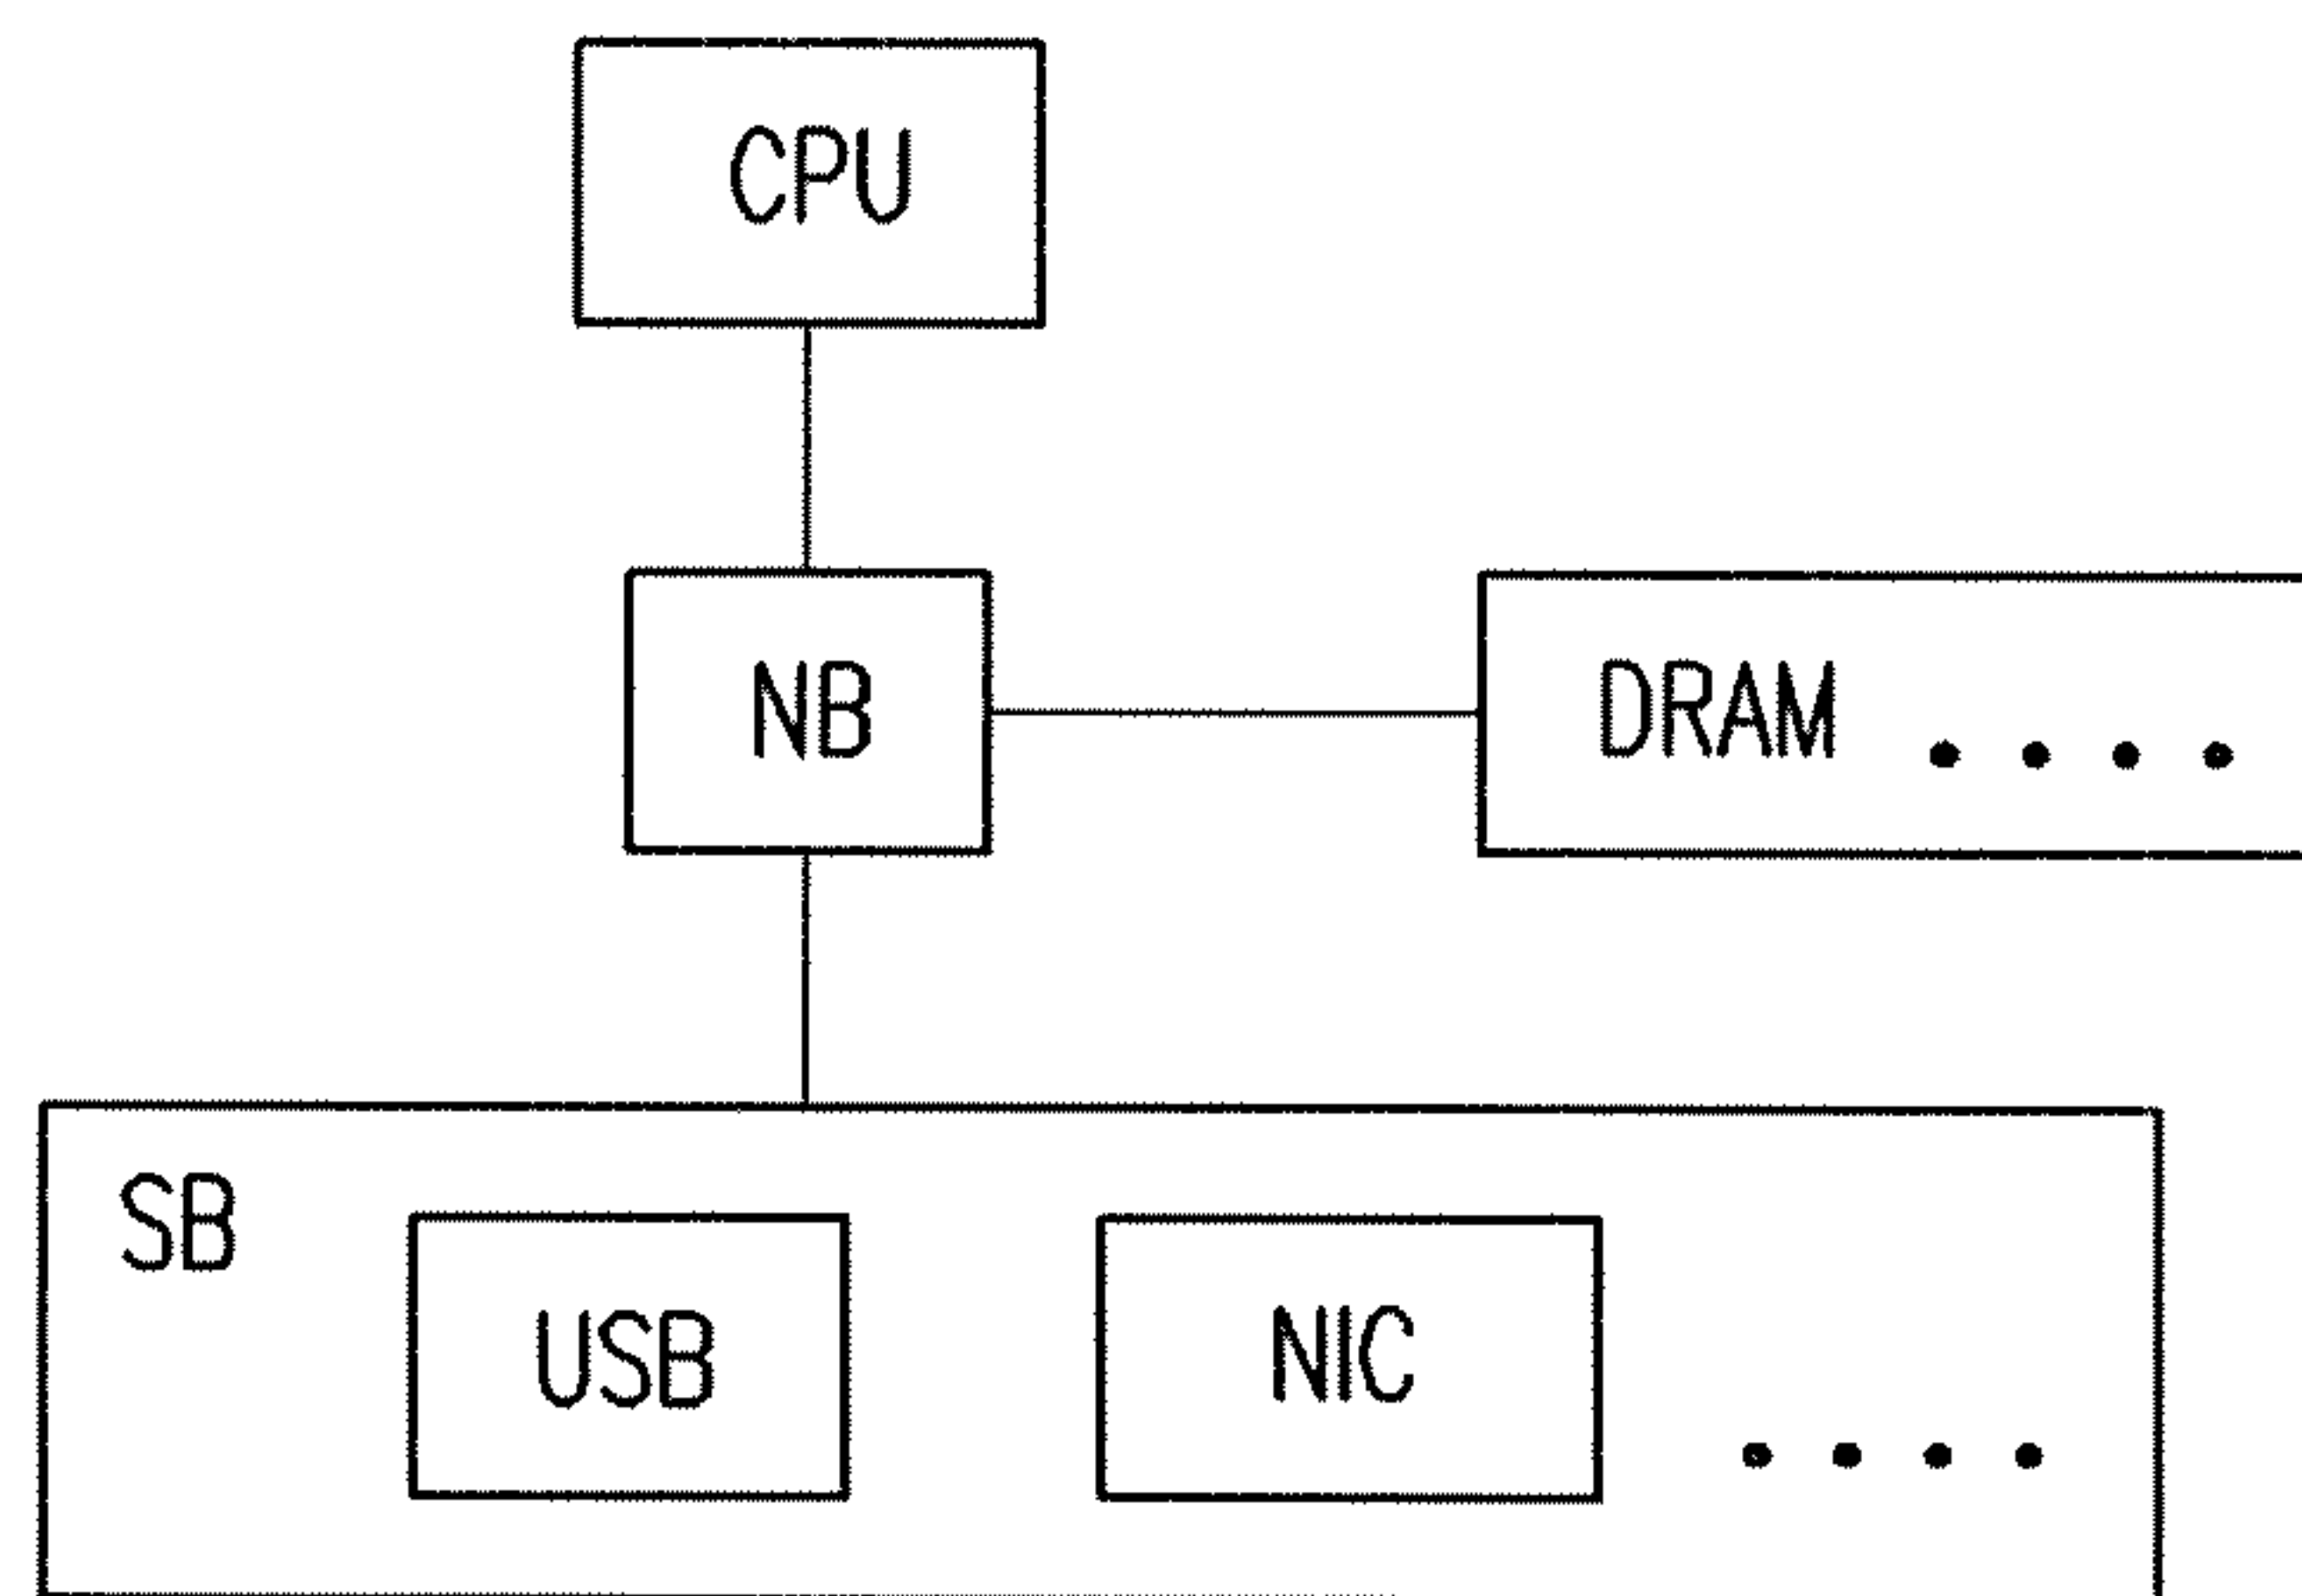 CPU
NB
DRAM . . . .
SB
USB
NIC
. . . .